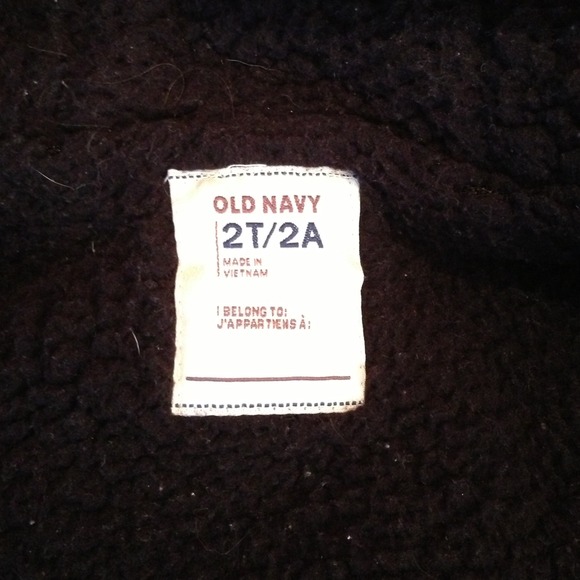 OLD NAVY
2T/2A
MADE IN
VIETNAM
I BELONG TO:
J'APPARTIENS À: